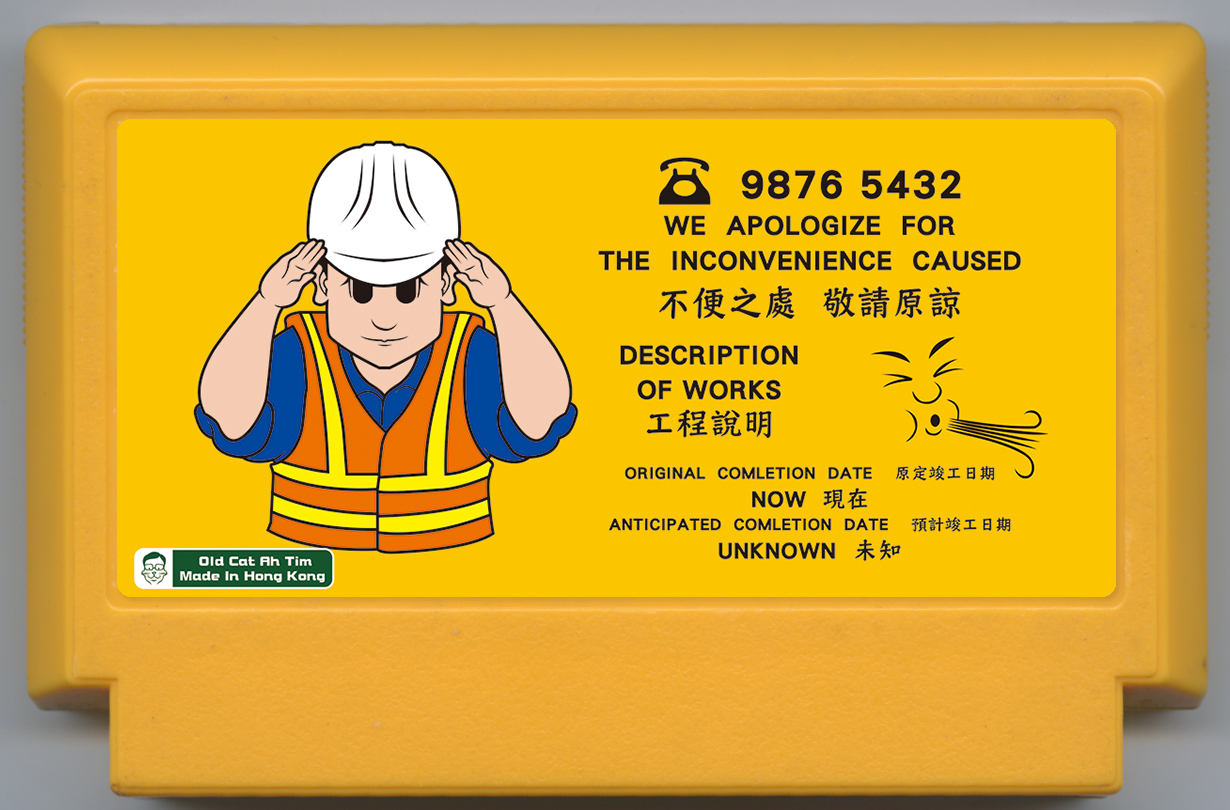 9876 5432
WE APOLOGIZE FOR
THE INCONVENIENCE CAUSED
不便之處 敬請原諒
DESCRIPTION
OF WORKS
工程說明
ORIGINAL COMLETION DATE 原定竣工日期
NOW 現在
ANTICIPATED COMLETION DATE 預計竣工日期
UNKNOWN 未知
Old Cat Ah Tim
Made In Hong Kong